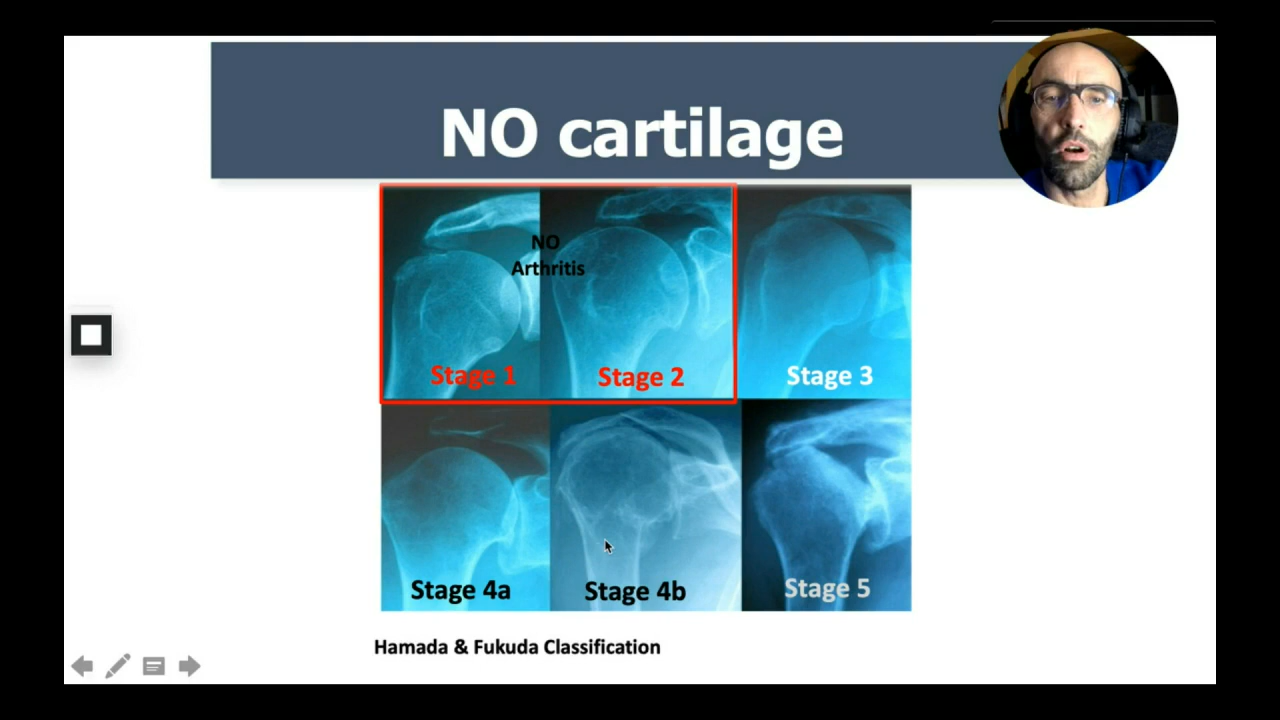 NO cartilage
NO
Arthritis
Stage 1
Stage 2
Stage 3
Stage 4a
Stage 4b
Stage 5
Hamada & Fukuda Classification